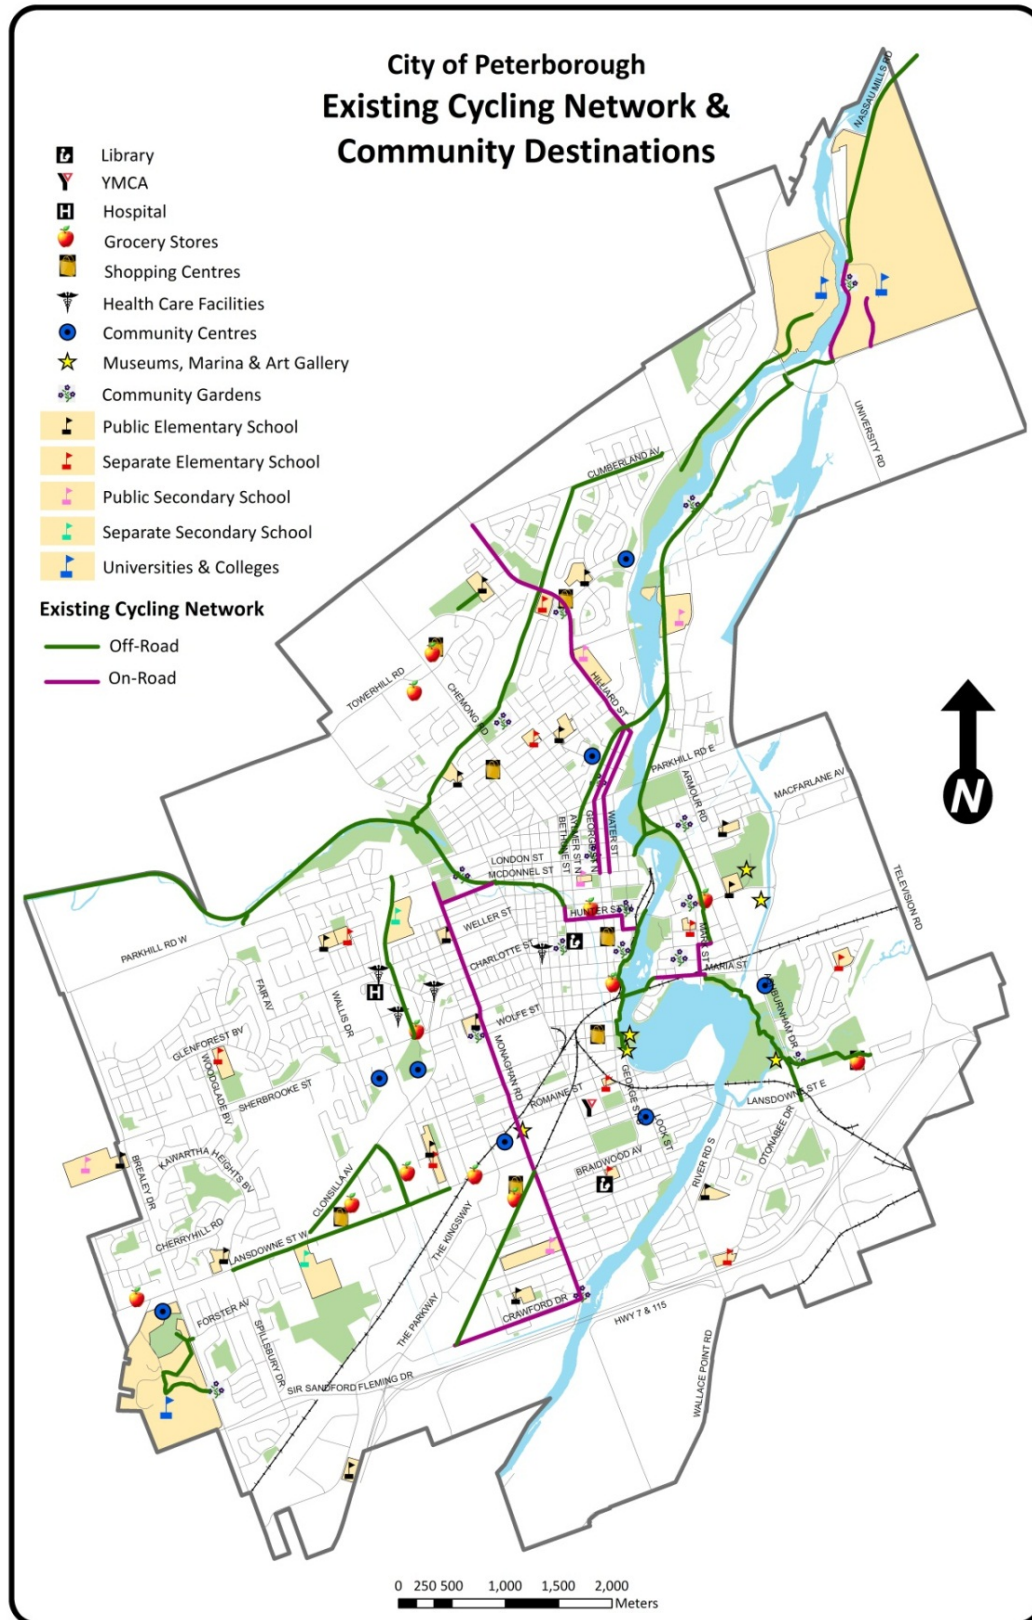 City of Peterborough
Existing Cycling Network &
Community Destinations
Library
YMCA
Hospital
Grocery Stores
Shopping Centres
Health Care Facilities
Community Centres
Museums, Marina & Art Gallery
Community Gardens
Public Elementary School
Separate Elementary School
Public Secondary School
Separate Secondary School
Universities & Colleges
Existing Cycling Network
Off-Road
On-Road
NASSAU MILLS RD
UNIVERSITY RD
CUMBERLAND AV
TOWERHILL RD
CHEMONG RD
HILLIARD ST
PARKHILL RD E
ARMOUR RD
MACFARLANE AV
TELEVISION RD
WATER ST
GEORGE ST N
AYLMER ST N
BETHUNE ST
LONDON ST
MCDONNEL ST
HUNTER ST
WELLER ST
CHARLOTTE ST
MARK ST
MARIA ST
PARKHILL RD W
FAIR AV
WALLIS DR
WOLFE ST
GLENFOREST BV
WOODGLADE BV
SHERBROOKE ST
MONAGHAN RD
ROMAINE ST
GEORGE ST S
LOCK ST
LANSDOWNE ST E
OTONABEE DR
RIVER RD S
BRAIDWOOD AV
BREALEY DR
KAWARTHA HEIGHTS BV
CLONSILLA AV
CHERRYHILL RD
LANSDOWNE ST W
THE KINGSWAY
THE PARKWAY
FORSTER AV
SPILLSBURY DR
CRAWFORD DR
HWY 7 & 115
SIR SANDFORD FLEMING DR
WALLACE POINT RD
N
0 250 500 1,000 1,500 2,000
Meters